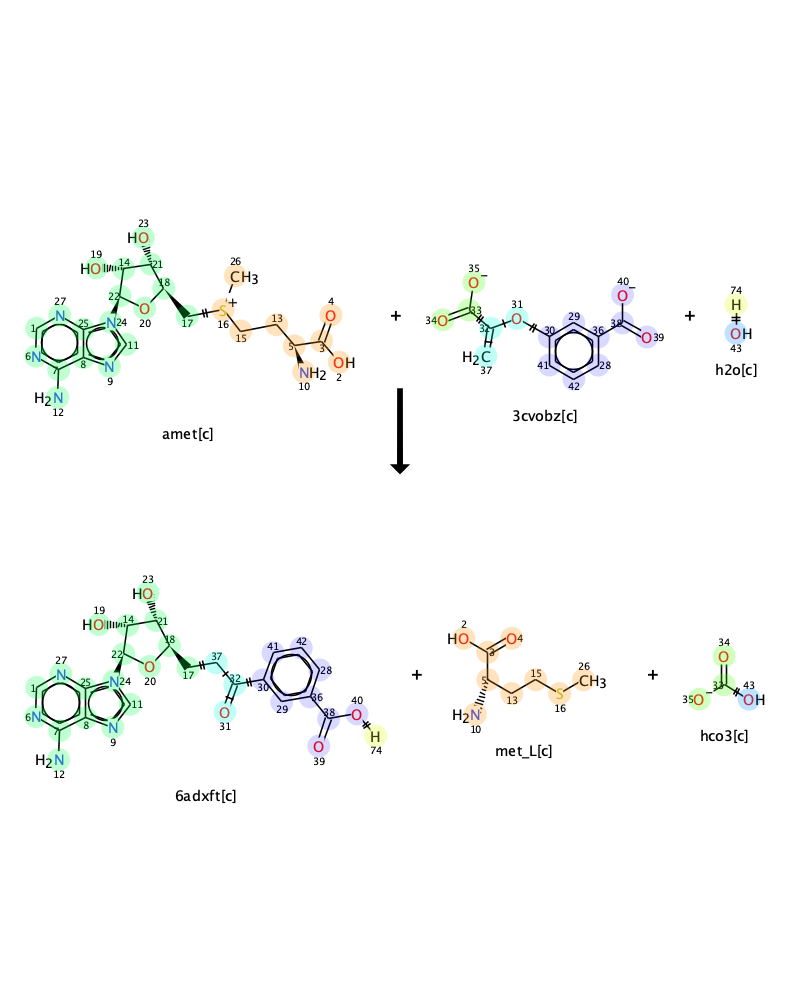 23
HO
19
HO
14
21
18
22
O
20
26
CH3
S+
16
17
15
13
5
3
O
4
OH
2
NH2
10
27
N
25
1
24
N
11
6
N
7
8
N
9
H2N
12
amet[c]
+
35
O−
33
34
O
32
31
O
H2C
37
30
29
36
41
42
28
38
40
O−
O
39
3cvobz[c]
+
74
H
OH
43
h2o[c]
23
HO
19
HO
14
21
18
22
O
20
17
37
32
O
31
30
41
42
28
36
29
38
40
O
H
74
O
39
27
N
25
1
24
N
11
6
N
7
8
N
9
H2N
12
6adxft[c]
+
2
HO
O
4
3
5
13
15
S
16
26
CH3
H2N
10
met_L[c]
+
34
O
33
43
OH
35
O−
hco3[c]